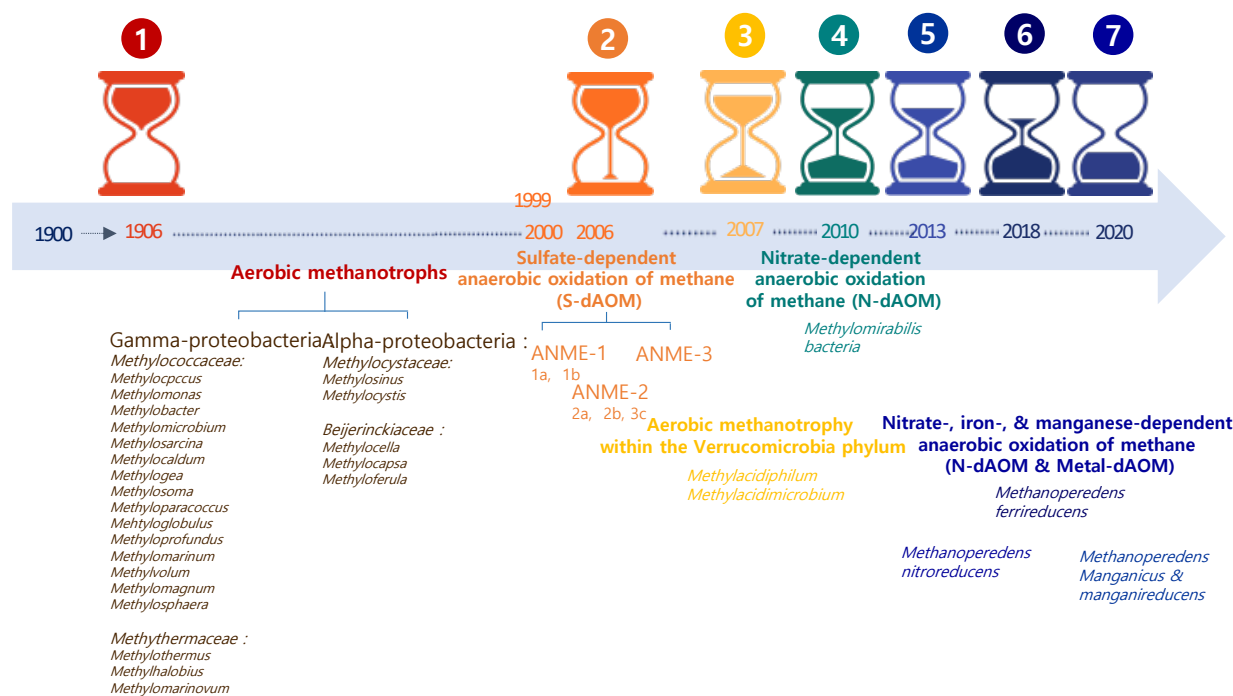 1
2
3
4
5
6
7
1999
1900
1906
2000
2006
2007
2010
2013
2018
2020
Aerobic methanotrophs
Sulfate-dependent
anaerobic oxidation of methane
(S-dAOM)
Nitrate-dependent
anaerobic oxidation
of methane (N-dAOM)
Methylomirabilis
bacteria
Gamma-proteobacteria :
Methylococcaceae:
Methylocpccus
Methylomonas
Methylobacter
Methylomicrobium
Methylosarcina
Methylocaldum
Methylogea
Methylosoma
Methyloparacoccus
Mehtyloglobulus
Methyloprofundus
Methylomarinum
Methylvolum
Methylomagnum
Methylosphaera
Methythermaceae :
Methylothermus
Methylhalobius
Methylomarinovum
Alpha-proteobacteria :
Methylocystaceae:
Methylosinus
Methylocystis
Beijerinckiaceae :
Methylocella
Methylocapsa
Methyloferula
ANME-1
1a, 1b
ANME-3
ANME-2
2a, 2b, 3c
Aerobic methanotrophy
within the Verrucomicrobia phylum
Methylacidiphilum
Methylacidimicrobium
Nitrate-, iron-, & manganese-dependent
anaerobic oxidation of methane
(N-dAOM & Metal-dAOM)
Methanoperedens
ferrireducens
Methanoperedens
nitroreducens
Methanoperedens
Manganicus &
manganireducens